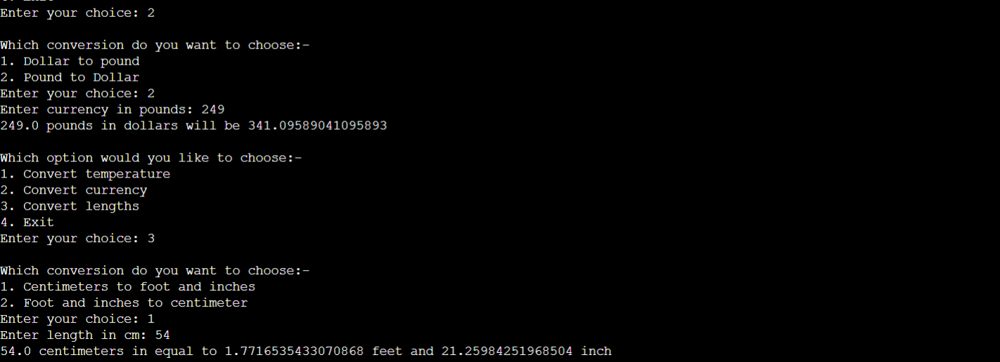 Enter your choice: 2
Which conversion do you want to choose:-
1. Dollar to pound
2. Pound to Dollar
Enter your choice: 2
Enter currency in pounds: 249
249.0 pounds in dollars will be 341.09589041095893
Which option would you like to choose:-
1. Convert temperature
2. Convert currency
3. Convert lengths
4. Exit
Enter your choice: 3
Which conversion do you want to choose:-
1. Centimeters to foot and inches
2. Foot and inches to centimeter
Enter your choice: 1
Enter length in cm: 54
54.0 centimeters in equal to 1.7716535433070868 feet and 21.25984251968504 inch